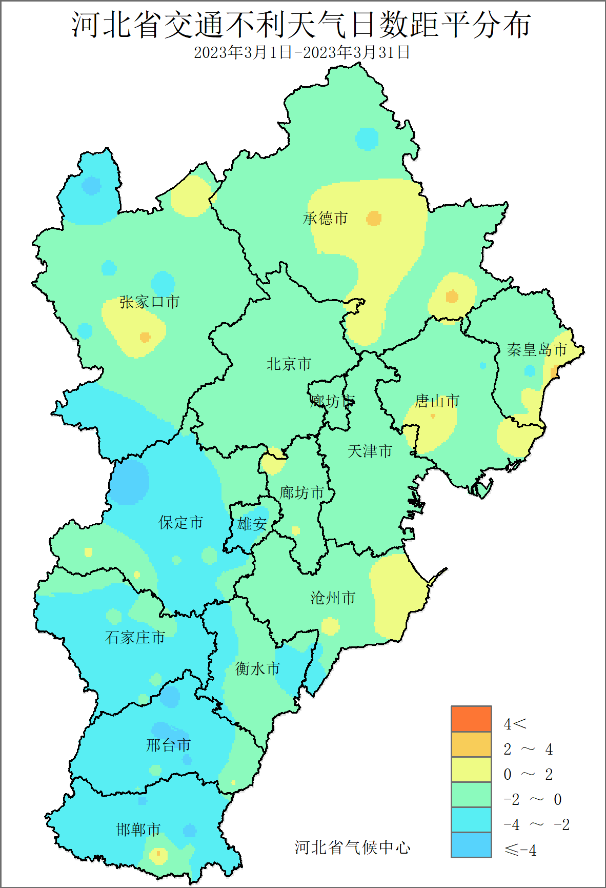 河北省交通不利天气日数距平分布
2023年3月1日-2023年3月31日
承德市
张家口市
秦皇岛市
北京市
廊坊市
唐山市
天津市
廊坊市
保定市
雄安
沧州市
石家庄市
衡水市
邢台市
邯郸市
4<
2 ~ 4
0 ~ 2
-2 ~ 0
-4 ~ -2
≤-4
河北省气候中心